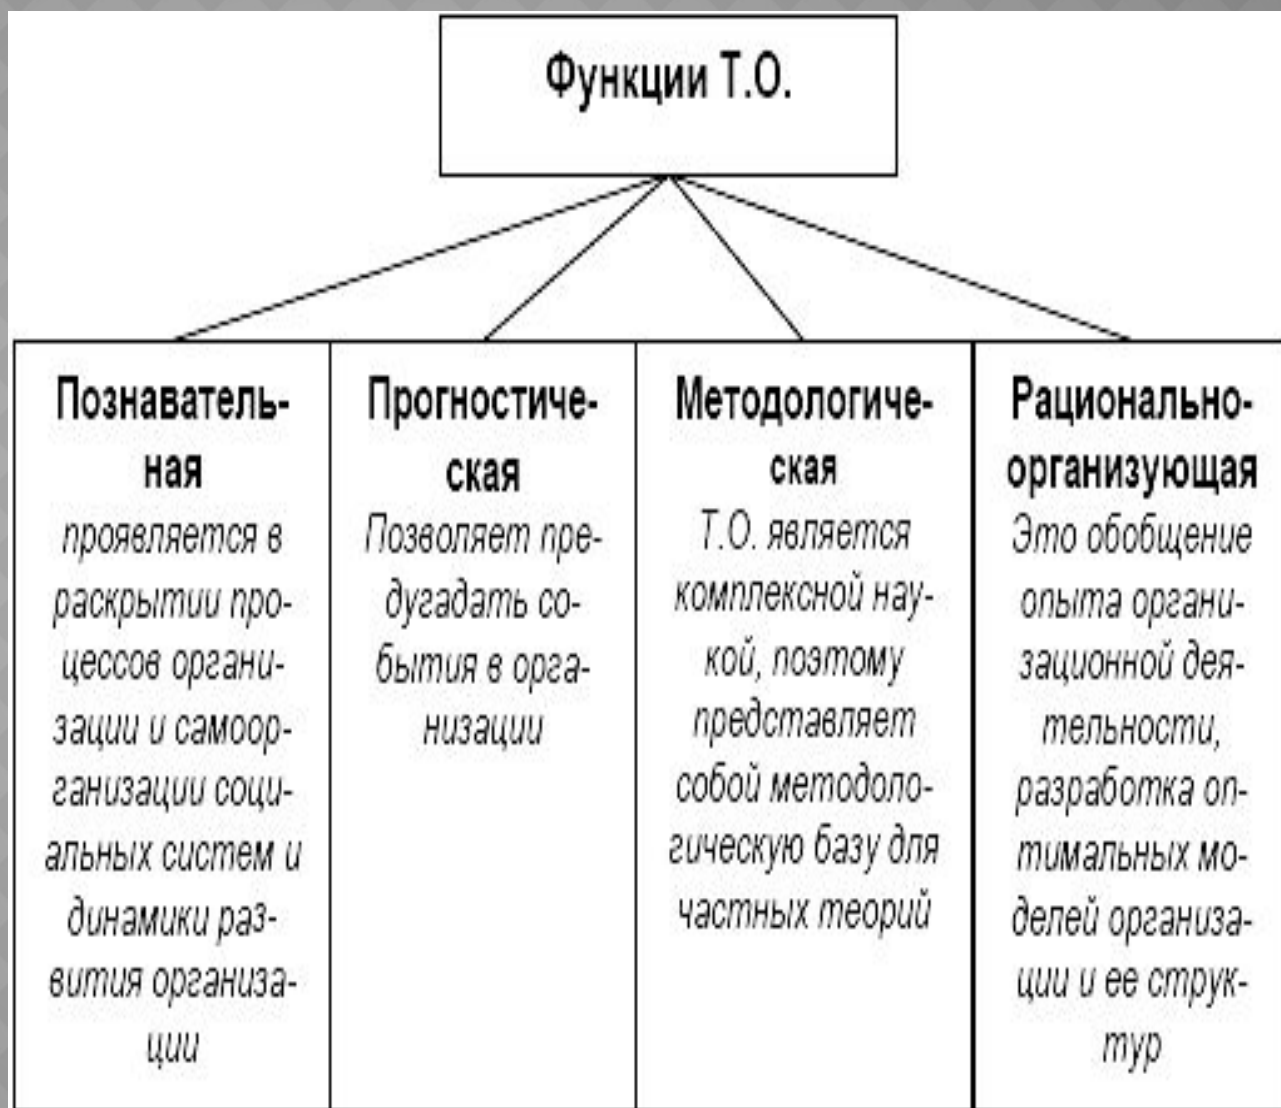 Функции Т.О.
Познаватель-
ная
проявляется в
раскрытии про-
цессов органи-
зации и самоор-
ганизации соци-
альных систем и
динамики раз-
вития организа-
ции
Прогностиче-
ская
Позволяет пре-
дугадать со-
бытия в орга-
низации
Методологиче-
ская
Т.О. является
комплексной нау-
кой, поэтому
представляет
собой методоло-
гическую базу для
частных теорий
Рационально-
организующая
Это обобщение
опыта органи-
зационной дея-
тельности,
разработка оп-
тимальных мо-
делей организа-
ции и ее струк-
тур